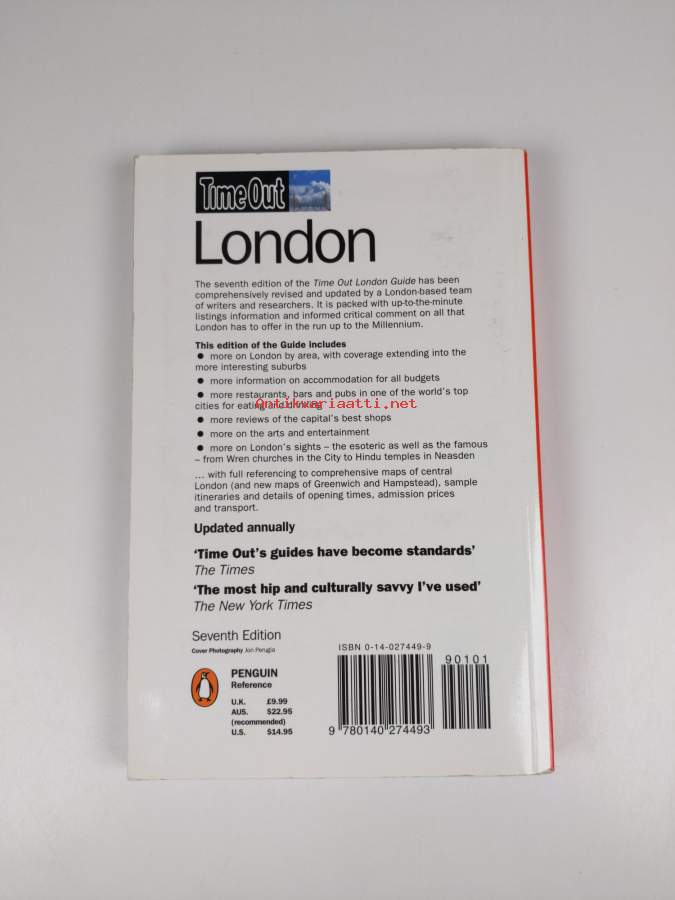 Time Out
London
The seventh edition of the Time Out London Guide has been
comprehensively revised and updated by a London-based team
of writers and researchers. It is packed with up-to-the-minute
listings information and informed critical comment on all that
London has to offer in the run up to the Millennium.
This edition of the Guide includes
● more on London by area, with coverage extending into the
more interesting suburbs
● more information on accommodation for all budgets
● more restaurants, bars and pubs in one of the world's top
cities for eating and drinking
Antikvariaatti.net
● more reviews of the capital's best shops
● more on the arts and entertainment
● more on London's sights – the esoteric as well as the famous
– from Wren churches in the City to Hindu temples in Neasden
... with full referencing to comprehensive maps of central
London (and new maps of Greenwich and Hampstead), sample
itineraries and details of opening times, admission prices
and transport.
Updated annually
'Time Out's guides have become standards'
The Times
'The most hip and culturally savvy I've used'
The New York Times
Seventh Edition
Cover Photography Jon Perugia
PENGUIN
Reference
U.K. £9.99
AUS. $22.95
(recommended)
U.S. $14.95
ISBN 0-14-027449-9
90101
9 780140 274493